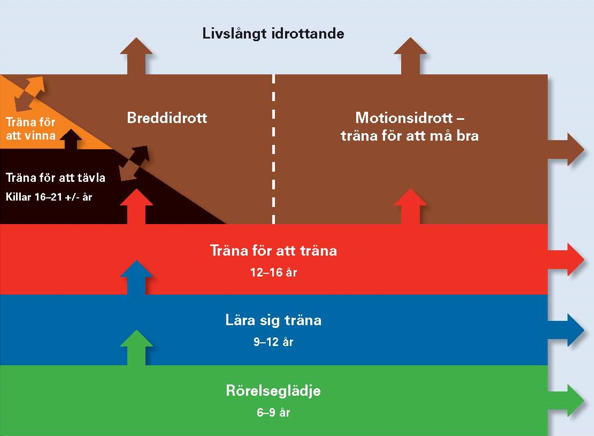 Livslångt idrottande
Träna för
att vinna
Breddidrott
Motionsidrott –
träna för att må bra
Träna för att tävla
Killar 16–21 +/- år
Träna för att träna
12–16 år
Lära sig träna
9–12 år
Rörelseglädje
6–9 år